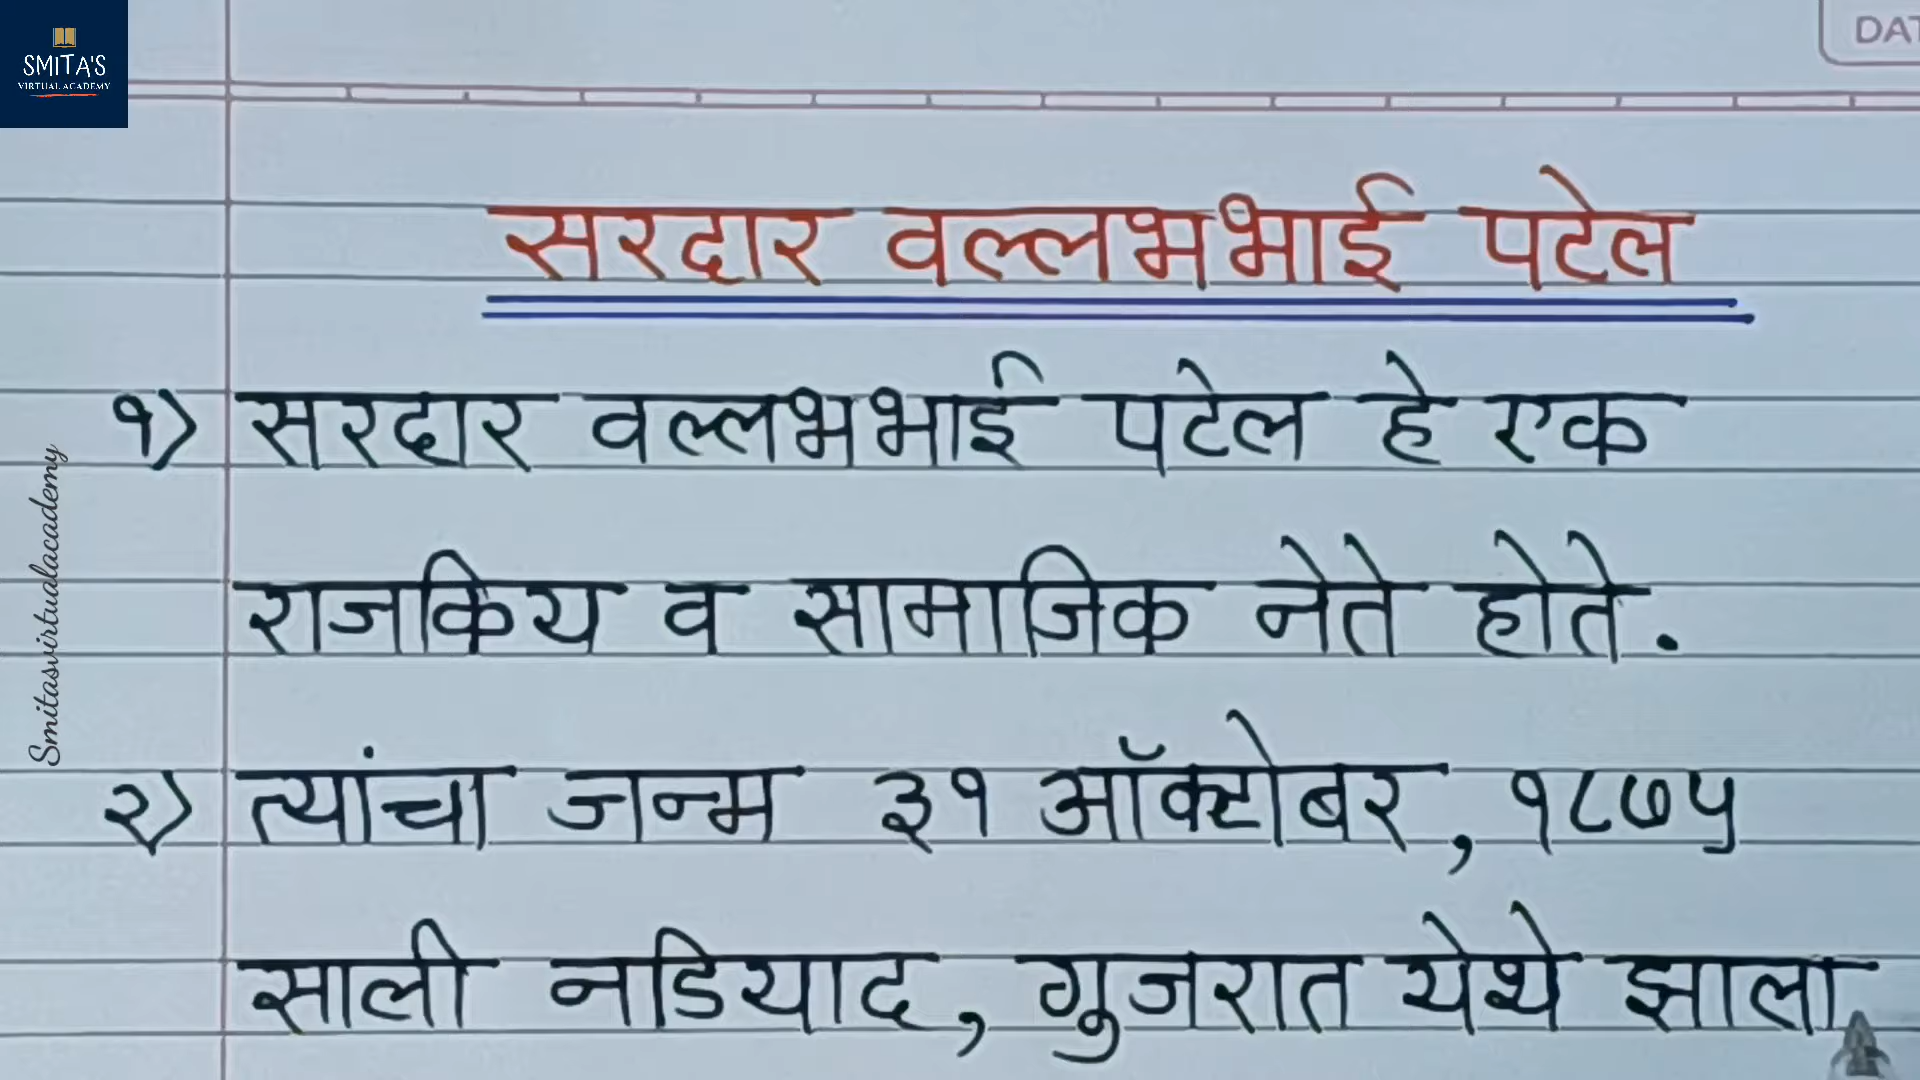 SMITA'S
VIRTUAL ACADEMY
DAT
सरदार वल्लभभाई पटेल
१) सरदार वल्लभभाई पटेल हे एक
राजकिय व सामाजिक नेते होते.
२) त्यांचा जन्म ३१ ऑक्टोबर, १८७५
साली नडियाद, गुजरात येथे झाला
Smitasvirtualacademy